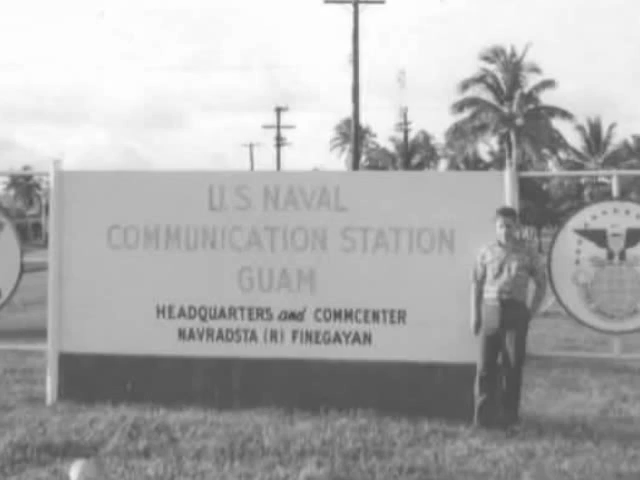 U.S. NAVAL
COMMUNICATION STATION
GUAM
HEADQUARTERS and COMMCENTER
NAVRADSTA (R) FINEGAYAN